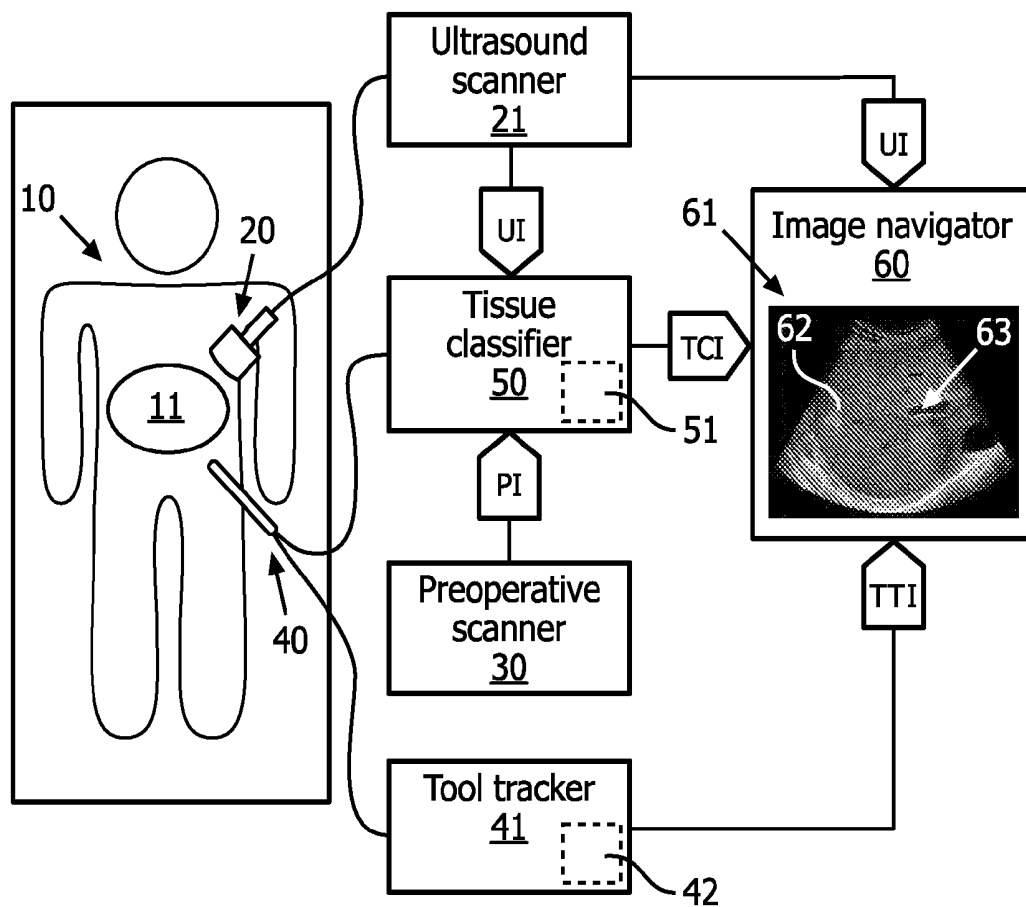 Ultrasound
scanner
21
UI
UI
10
20
61
Image navigator
60
Tissue
classifier
50
TCI
62
63
11
51
PI
40
Preoperative
scanner
30
TTI
Tool tracker
41
42